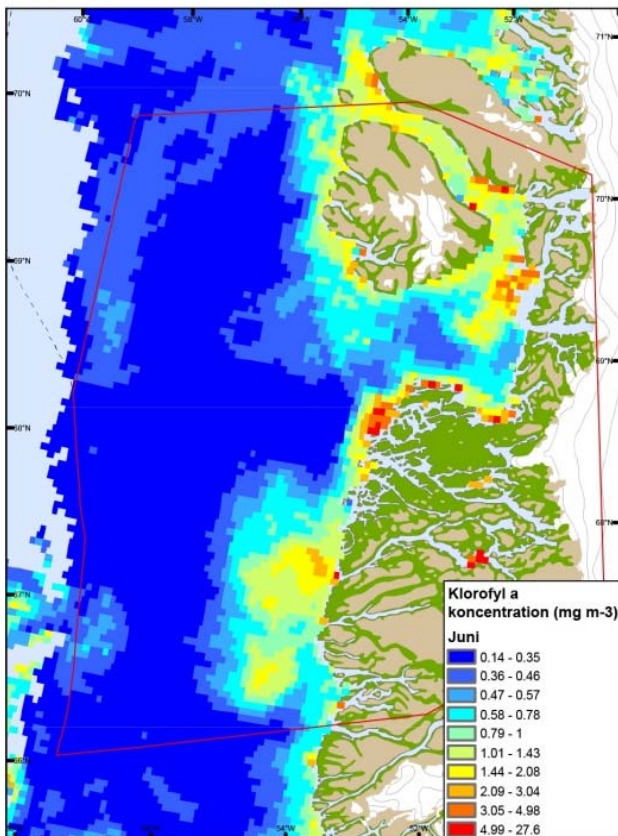 60°W 58°W 56°W 54°W 52°W
71°N
70°N
70°N
69°N
69°N
68°N
68°N
67°N
66°N
Klorofyl a
koncentration (mg m-3)
Juni
0.14 - 0.35
0.36 - 0.46
0.47 - 0.57
0.58 - 0.78
0.79 - 1
1.01 - 1.43
1.44 - 2.08
2.09 - 3.04
3.05 - 4.98
4.99 - 27.6
54°W 52°W